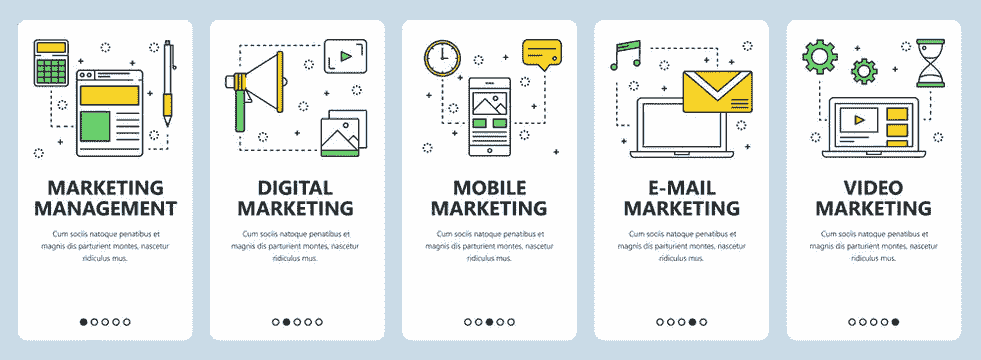 MARKETING
MANAGEMENT
Cum sociis natoque penatibus et
magnis dis parturient montes, nascetur
ridiculus mus.
DIGITAL
MARKETING
Cum sociis natoque penatibus et
magnis dis parturient montes, nascetur
ridiculus mus.
MOBILE
MARKETING
Cum sociis natoque penatibus et
magnis dis parturient montes, nascetur
ridiculus mus.
E-MAIL
MARKETING
Cum sociis natoque penatibus et
magnis dis parturient montes, nascetur
ridiculus mus.
VIDEO
MARKETING
Cum sociis natoque penatibus et
magnis dis parturient montes, nascetur
ridiculus mus.